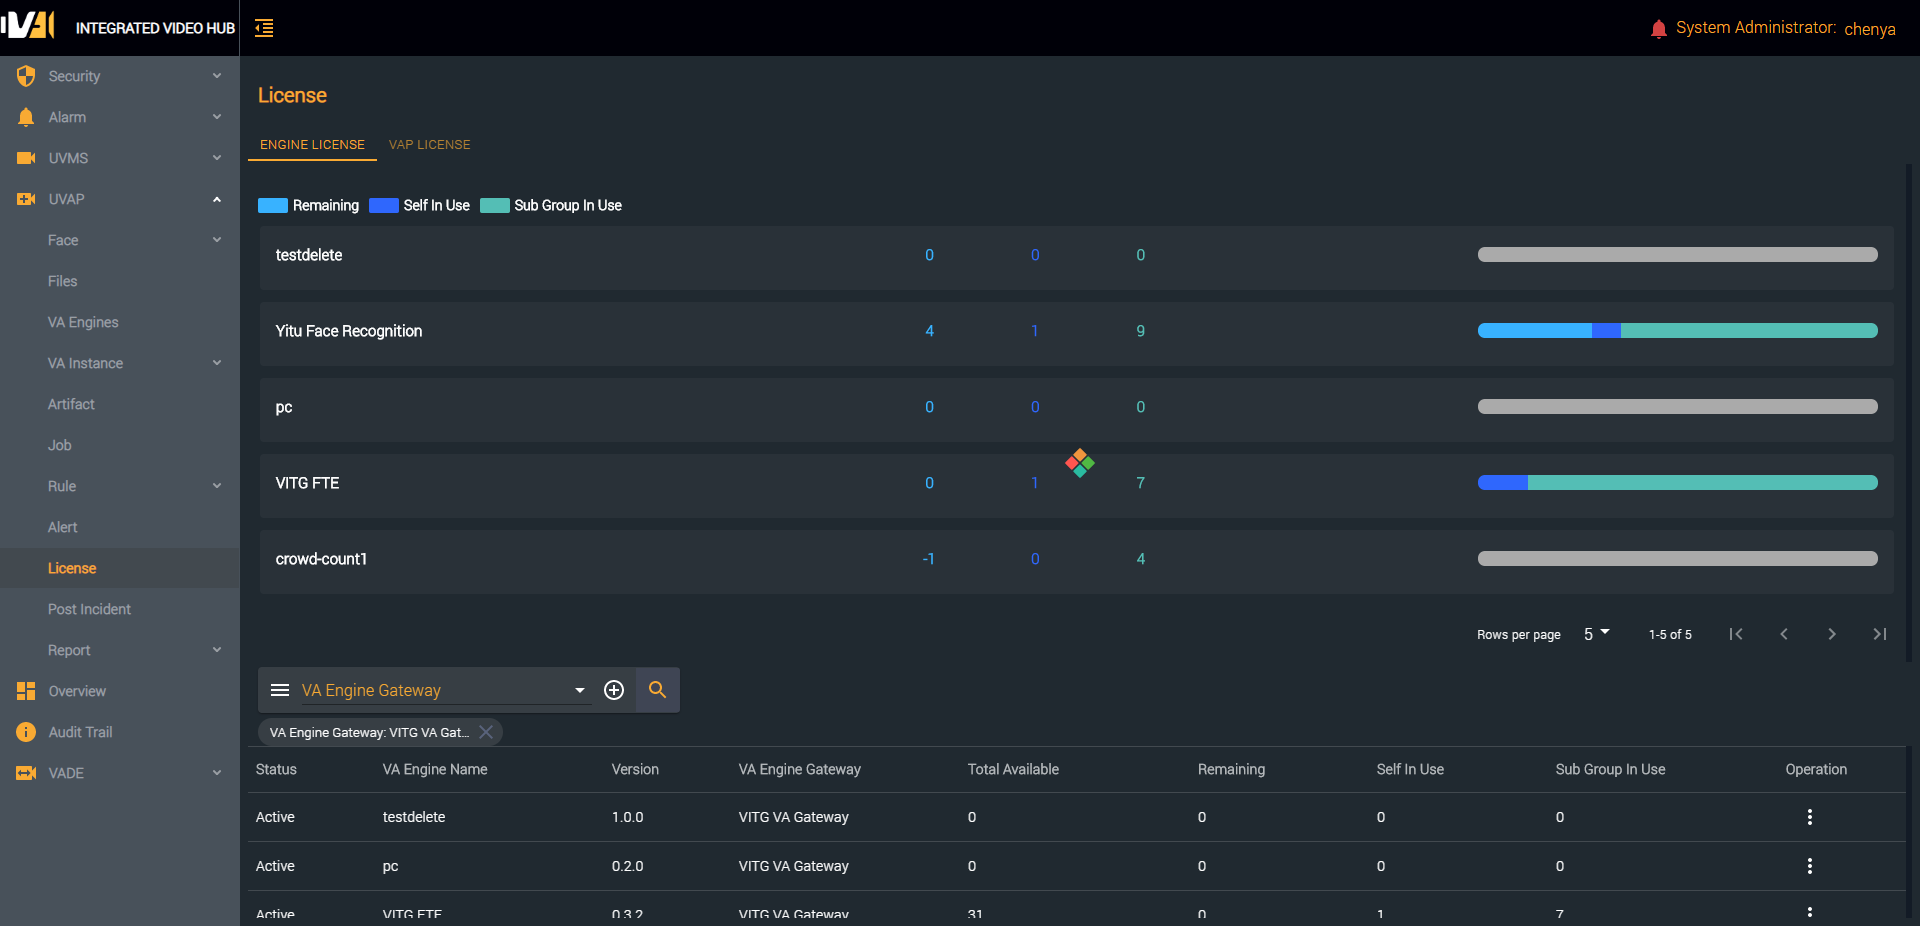 IVH INTEGRATED VIDEO HUB
System Administrator: chenya
Security
Alarm
UVMS
UVAP
Face
Files
VA Engines
VA Instance
Artifact
Job
Rule
Alert
License
Post Incident
Report
Overview
Audit Trail
VADE
License
ENGINE LICENSE VAP LICENSE
Remaining Self In Use Sub Group In Use
testdelete 0 0 0
Yitu Face Recognition 4 1 9
pc 0 0 0
VITG FTE 0 1 7
crowd-count1 -1 0 4
Rows per page 5 1-5 of 5
VA Engine Gateway
VA Engine Gateway: VITG VA Gat...
Status VA Engine Name Version VA Engine Gateway Total Available Remaining Self In Use Sub Group In Use Operation
Active testdelete 1.0.0 VITG VA Gateway 0 0 0 0
Active pc 0.2.0 VITG VA Gateway 0 0 0 0
Active VITG FTE 0.3.2 VITG VA Gateway 31 0 1 7